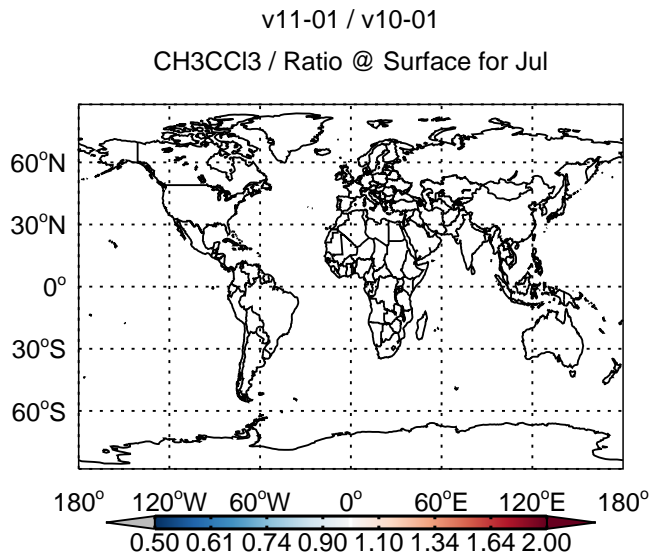 v11-01 / v10-01
CH3CCl3 / Ratio @ Surface for Jul
60°N
30°N
0°
30°S
60°S
180° 120°W 60°W 0° 60°E 120°E 180°
0.50 0.61 0.74 0.90 1.10 1.34 1.64 2.00